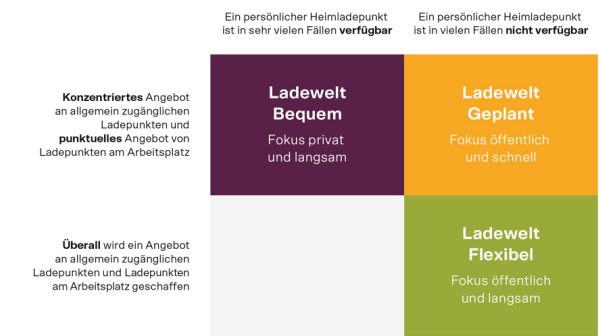 Ein persönlicher Heimladepunkt
ist in sehr vielen Fällen verfügbar
Ein persönlicher Heimladepunkt
ist in vielen Fällen nicht verfügbar
Konzentriertes Angebot
an allgemein zugänglichen
Ladepunkten und
punktuelles Angebot von
Ladepunkten am Arbeitsplatz
Ladewelt
Bequem
Fokus privat
und langsam
Ladewelt
Geplant
Fokus öffentlich
und schnell
Überall wird ein Angebot
an allgemein zugänglichen
Ladepunkten und Ladepunkten
am Arbeitsplatz geschaffen
Ladewelt
Flexibel
Fokus öffentlich
und langsam